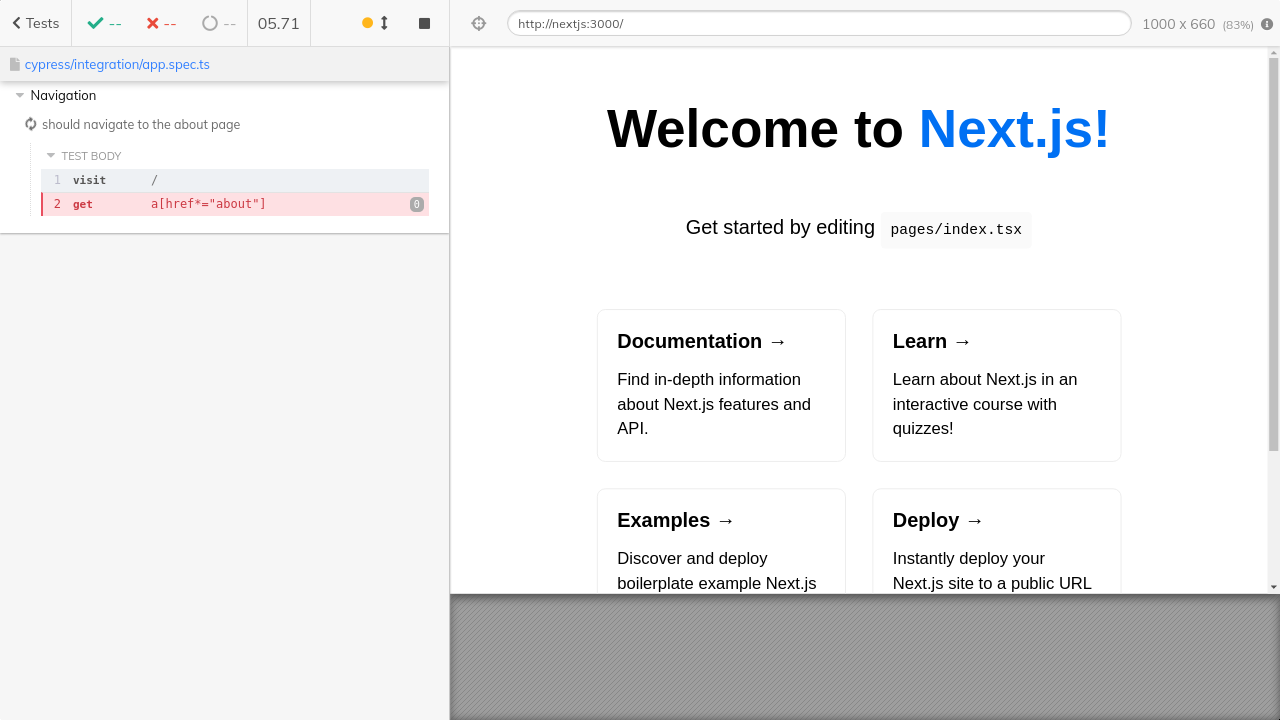 Tests
--
--
--
05.71
http://nextjs:3000/
1000 x 660 (83%)
cypress/integration/app.spec.ts
Navigation
should navigate to the about page
TEST BODY
1 visit /
2 get a[href*="about"] 0
Welcome to Next.js!
Get started by editing pages/index.tsx
Documentation →
Find in-depth information
about Next.js features and
API.
Learn →
Learn about Next.js in an
interactive course with
quizzes!
Examples →
Discover and deploy
boilerplate example Next.js
Deploy →
Instantly deploy your
Next.js site to a public URL